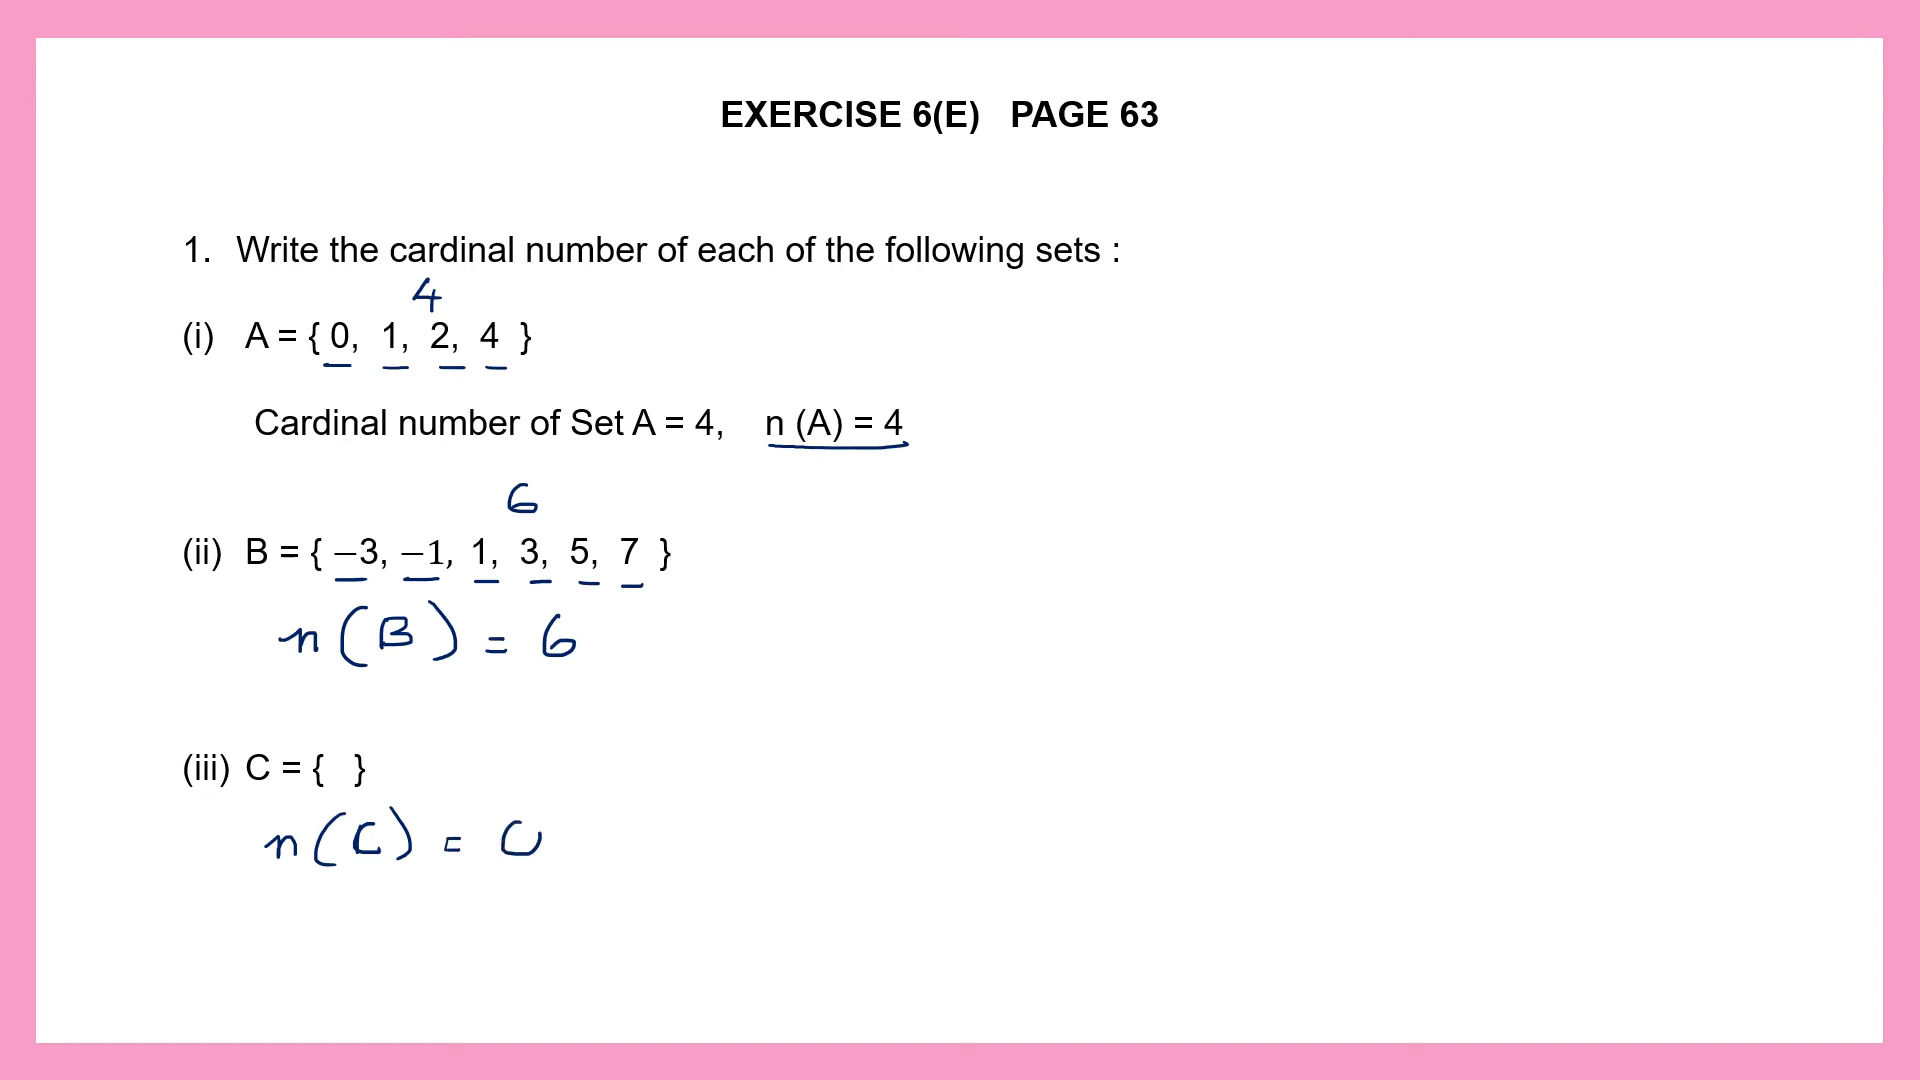 EXERCISE 6(E) PAGE 63
1. Write the cardinal number of each of the following sets :
4
(i) A = { 0, 1, 2, 4 }
Cardinal number of Set A = 4, n (A) = 4
6
(ii) B = { −3, −1, 1, 3, 5, 7 }
n(B) = 6
(iii) C = { }
n(C) = 0